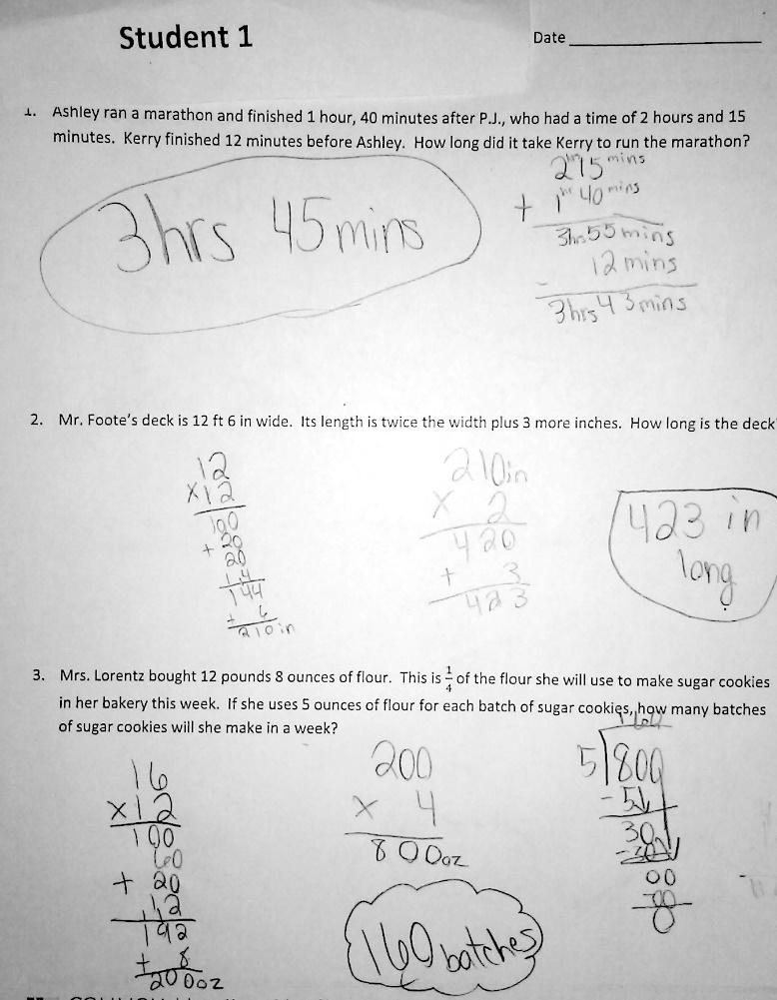 Student 1
Date
1. Ashley ran a marathon and finished 1 hour, 40 minutes after P.J., who had a time of 2 hours and 15
minutes. Kerry finished 12 minutes before Ashley. How long did it take Kerry to run the marathon?
2hr 15 mins
+ 1hr 40 mins
3hrs 55 mins
- 12 mins
3hrs 43 mins
3hrs 45 mins
2. Mr. Foote's deck is 12 ft 6 in wide. Its length is twice the width plus 3 more inches. How long is the deck
12
x12
100
+ 20
20
4
144
+ 6
210in
210in
x 2
420
+ 3
423
423 in
long
3. Mrs. Lorentz bought 12 pounds 8 ounces of flour. This is 1/4 of the flour she will use to make sugar cookies
in her bakery this week. If she uses 5 ounces of flour for each batch of sugar cookies, how many batches
of sugar cookies will she make in a week?
16
x12
100
60
+ 20
12
192
+ 8
200oz
200
x 4
800oz
160
5 800
- 5
30
- 30
00
00
0
160 batches